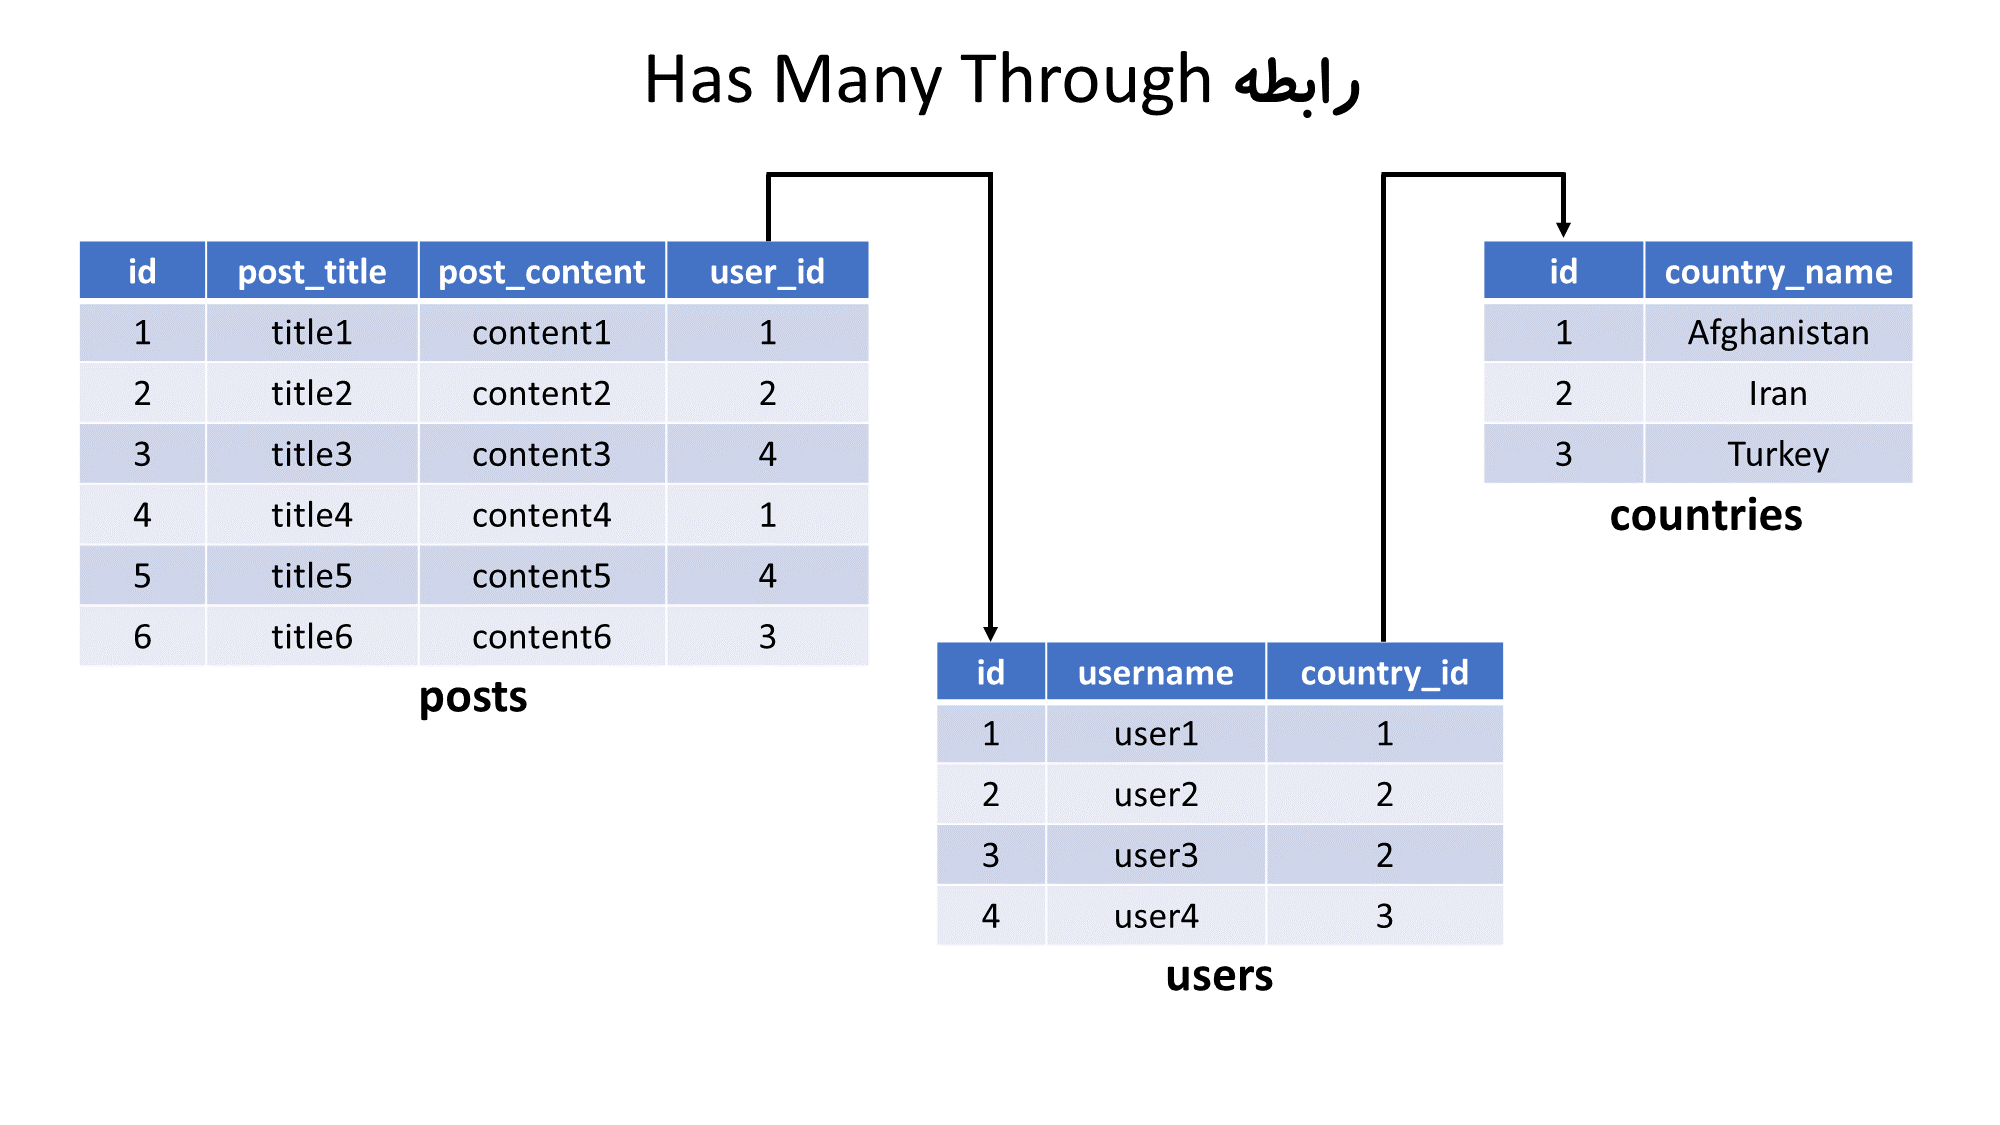 رابطه Has Many Through
id post_title post_content user_id
1 title1 content1 1
2 title2 content2 2
3 title3 content3 4
4 title4 content4 1
5 title5 content5 4
6 title6 content6 3
posts
id username country_id
1 user1 1
2 user2 2
3 user3 2
4 user4 3
users
id country_name
1 Afghanistan
2 Iran
3 Turkey
countries